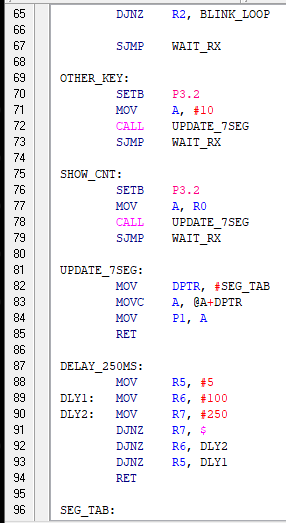 65 DJNZ R2, BLINK_LOOP
66
67 SJMP WAIT_RX
68
69 OTHER_KEY:
70 SETB P3.2
71 MOV A, #10
72 CALL UPDATE_7SEG
73 SJMP WAIT_RX
74
75 SHOW_CNT:
76 SETB P3.2
77 MOV A, R0
78 CALL UPDATE_7SEG
79 SJMP WAIT_RX
80
81 UPDATE_7SEG:
82 MOV DPTR, #SEG_TAB
83 MOVC A, @A+DPTR
84 MOV P1, A
85 RET
86
87 DELAY_250MS:
88 MOV R5, #5
89 DLY1: MOV R6, #100
90 DLY2: MOV R7, #250
91 DJNZ R7, $
92 DJNZ R6, DLY2
93 DJNZ R5, DLY1
94 RET
95
96 SEG_TAB: